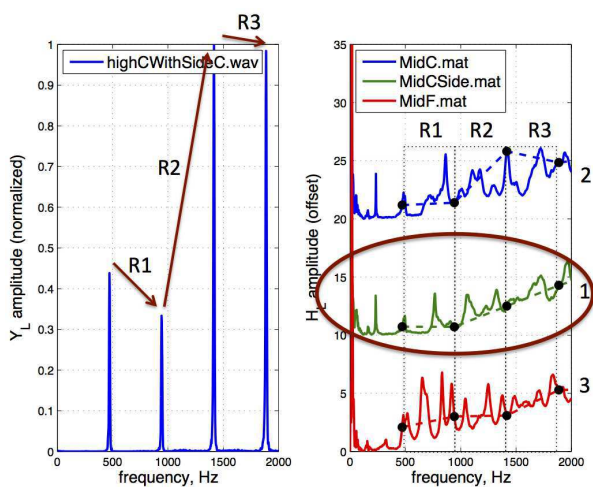 R3
highCWithSideC.wav
R2
R1
1
0.9
0.8
0.7
0.6
0.5
0.4
0.3
0.2
0.1
0
Y_L amplitude (normalized)
0 500 1000 1500 2000
frequency, Hz
MidC.mat
MidCSide.mat
MidF.mat
R1 R2 R3
2
1
3
35
30
25
20
15
10
5
0
H_L amplitude (offset)
0 500 1000 1500 2000
frequency, Hz